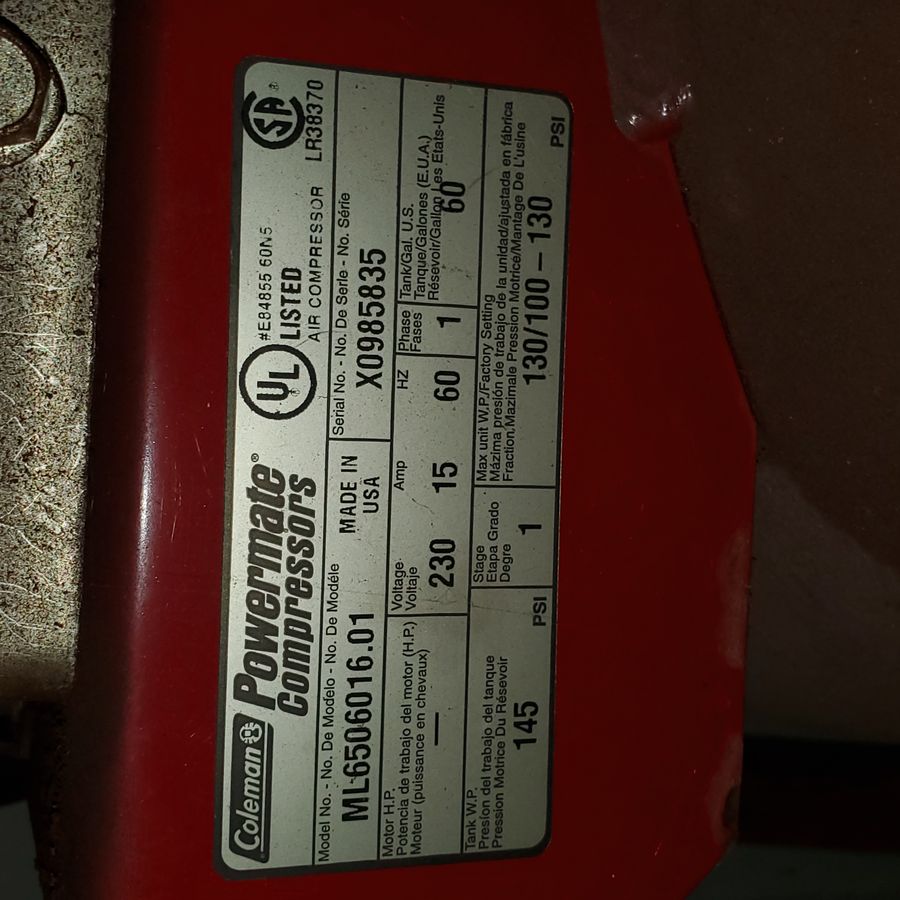 Coleman
Powermate®
Compressors
UL
#E84855 60N5
LISTED
AIR COMPRESSOR
SA
LR38370
Model No. - No. De Modelo - No. De Modéle
ML6506016.01
MADE IN
USA
Serial No. - No. De Serle - No. Série
X0985835
Motor H.P.
Potencia de trabajo del motor (H.P.)
Moteur (puissance en chevaux)
—
Voltage-
Voltaje
230
Amp
15
HZ
60
Phase
Fases
1
Tank/Gal. U.S.
Tanque/Galones (E.U.A.)
Résevoir/Gallon Les Etats-Unis
60
Tank W.P.
Presíon del trabajo del tanque
Pression Motrice Du Résevoir
145 PSI
Stage
Etapa Grado
Degre
1
Max unit W.P./Factory Setting
Mázima presión de trabajo de la unidad/ajustada en fábrica
Fraction.Mazimale Pression Motrice/Mantage De L'usine
130/100 – 130 PSI